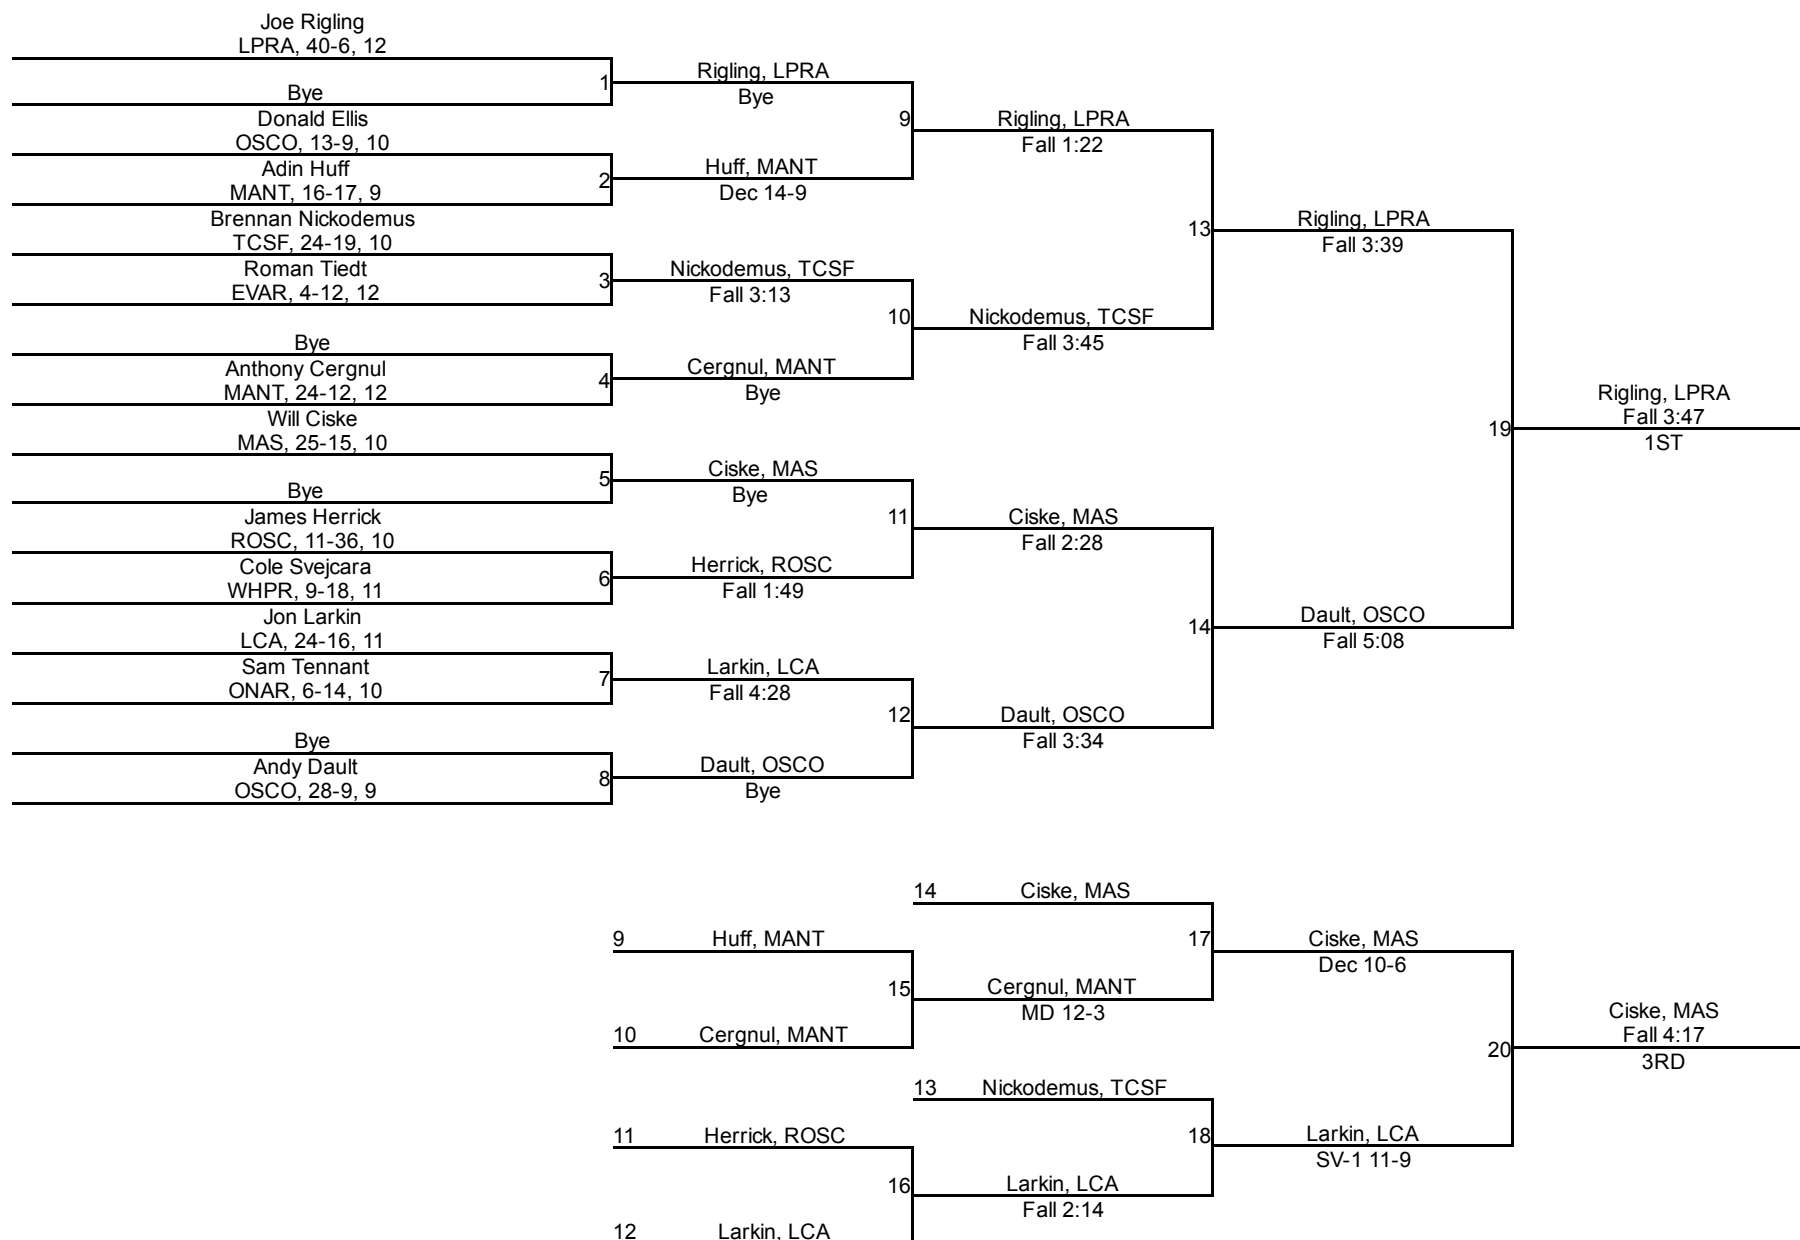 Joe Rigling
LPRA, 40-6, 12
Bye
Donald Ellis
OSCO, 13-9, 10
Adin Huff
MANT, 16-17, 9
Brennan Nickodemus
TCSF, 24-19, 10
Roman Tiedt
EVAR, 4-12, 12
Bye
Anthony Cergnul
MANT, 24-12, 12
Will Ciske
MAS, 25-15, 10
Bye
James Herrick
ROSC, 11-36, 10
Cole Svejcara
WHPR, 9-18, 11
Jon Larkin
LCA, 24-16, 11
Sam Tennant
ONAR, 6-14, 10
Bye
Andy Dault
OSCO, 28-9, 9
1
Rigling, LPRA
Bye
2
Huff, MANT
Dec 14-9
3
Nickodemus, TCSF
Fall 3:13
4
Cergnul, MANT
Bye
5
Ciske, MAS
Bye
6
Herrick, ROSC
Fall 1:49
7
Larkin, LCA
Fall 4:28
8
Dault, OSCO
Bye
9
Rigling, LPRA
Fall 1:22
10
Nickodemus, TCSF
Fall 3:45
11
Ciske, MAS
Fall 2:28
12
Dault, OSCO
Fall 3:34
13
Rigling, LPRA
Fall 3:39
14
Dault, OSCO
Fall 5:08
19
Rigling, LPRA
Fall 3:47
1ST
9 Huff, MANT
10 Cergnul, MANT
11 Herrick, ROSC
12 Larkin, LCA
14 Ciske, MAS
15
Cergnul, MANT
MD 12-3
13 Nickodemus, TCSF
16
Larkin, LCA
Fall 2:14
17
Ciske, MAS
Dec 10-6
18
Larkin, LCA
SV-1 11-9
20
Ciske, MAS
Fall 4:17
3RD